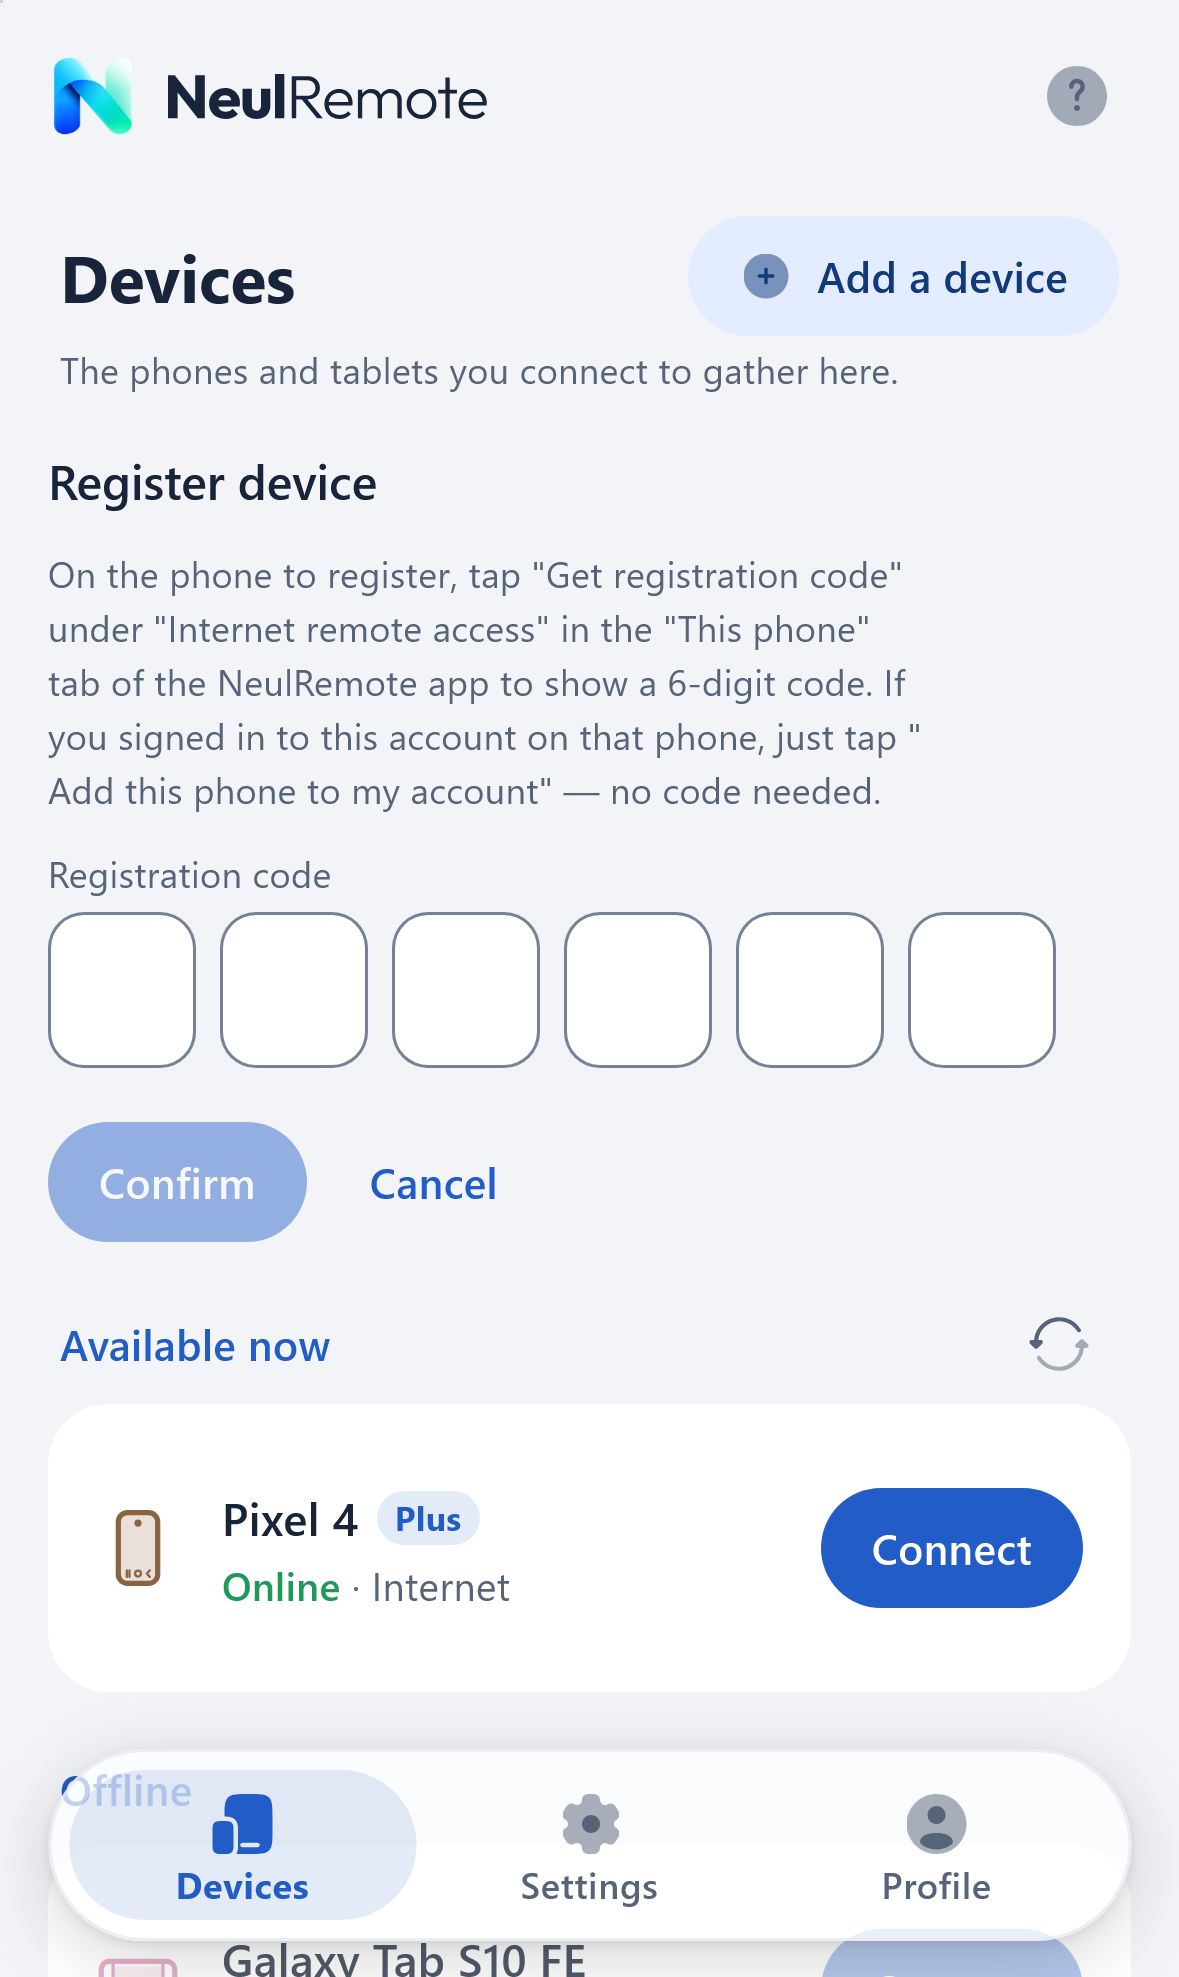 NeulRemote
?
Devices
Add a device
The phones and tablets you connect to gather here.
Register device
On the phone to register, tap "Get registration code"
under "Internet remote access" in the "This phone"
tab of the NeulRemote app to show a 6-digit code. If
you signed in to this account on that phone, just tap "
Add this phone to my account" — no code needed.
Registration code
Confirm
Cancel
Available now
Pixel 4
Plus
Online · Internet
Connect
Offline
Devices
Settings
Profile
Galaxy Tab S10 FE